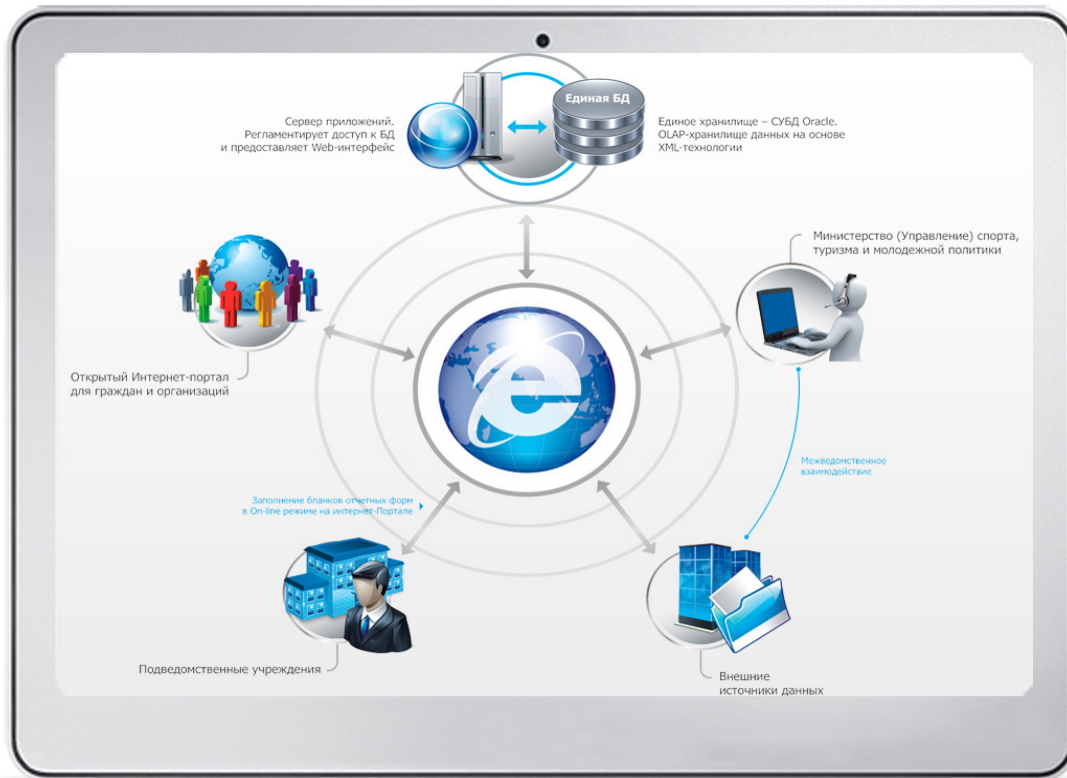 Сервер приложений.
Регламентирует доступ к БД
и предоставляет Web-интерфейс
Единая БД
Единое хранилище – СУБД Oracle.
OLAP-хранилище данных на основе
XML-технологии
Министерство (Управление) спорта,
туризма и молодежной политики
Открытый Интернет-портал
для граждан и организаций
Межведомственное
взаимодействие
Заполнение бланков отчетных форм
в On-line режиме на интернет-Портале
Подведомственные учреждения
Внешние
источники данных